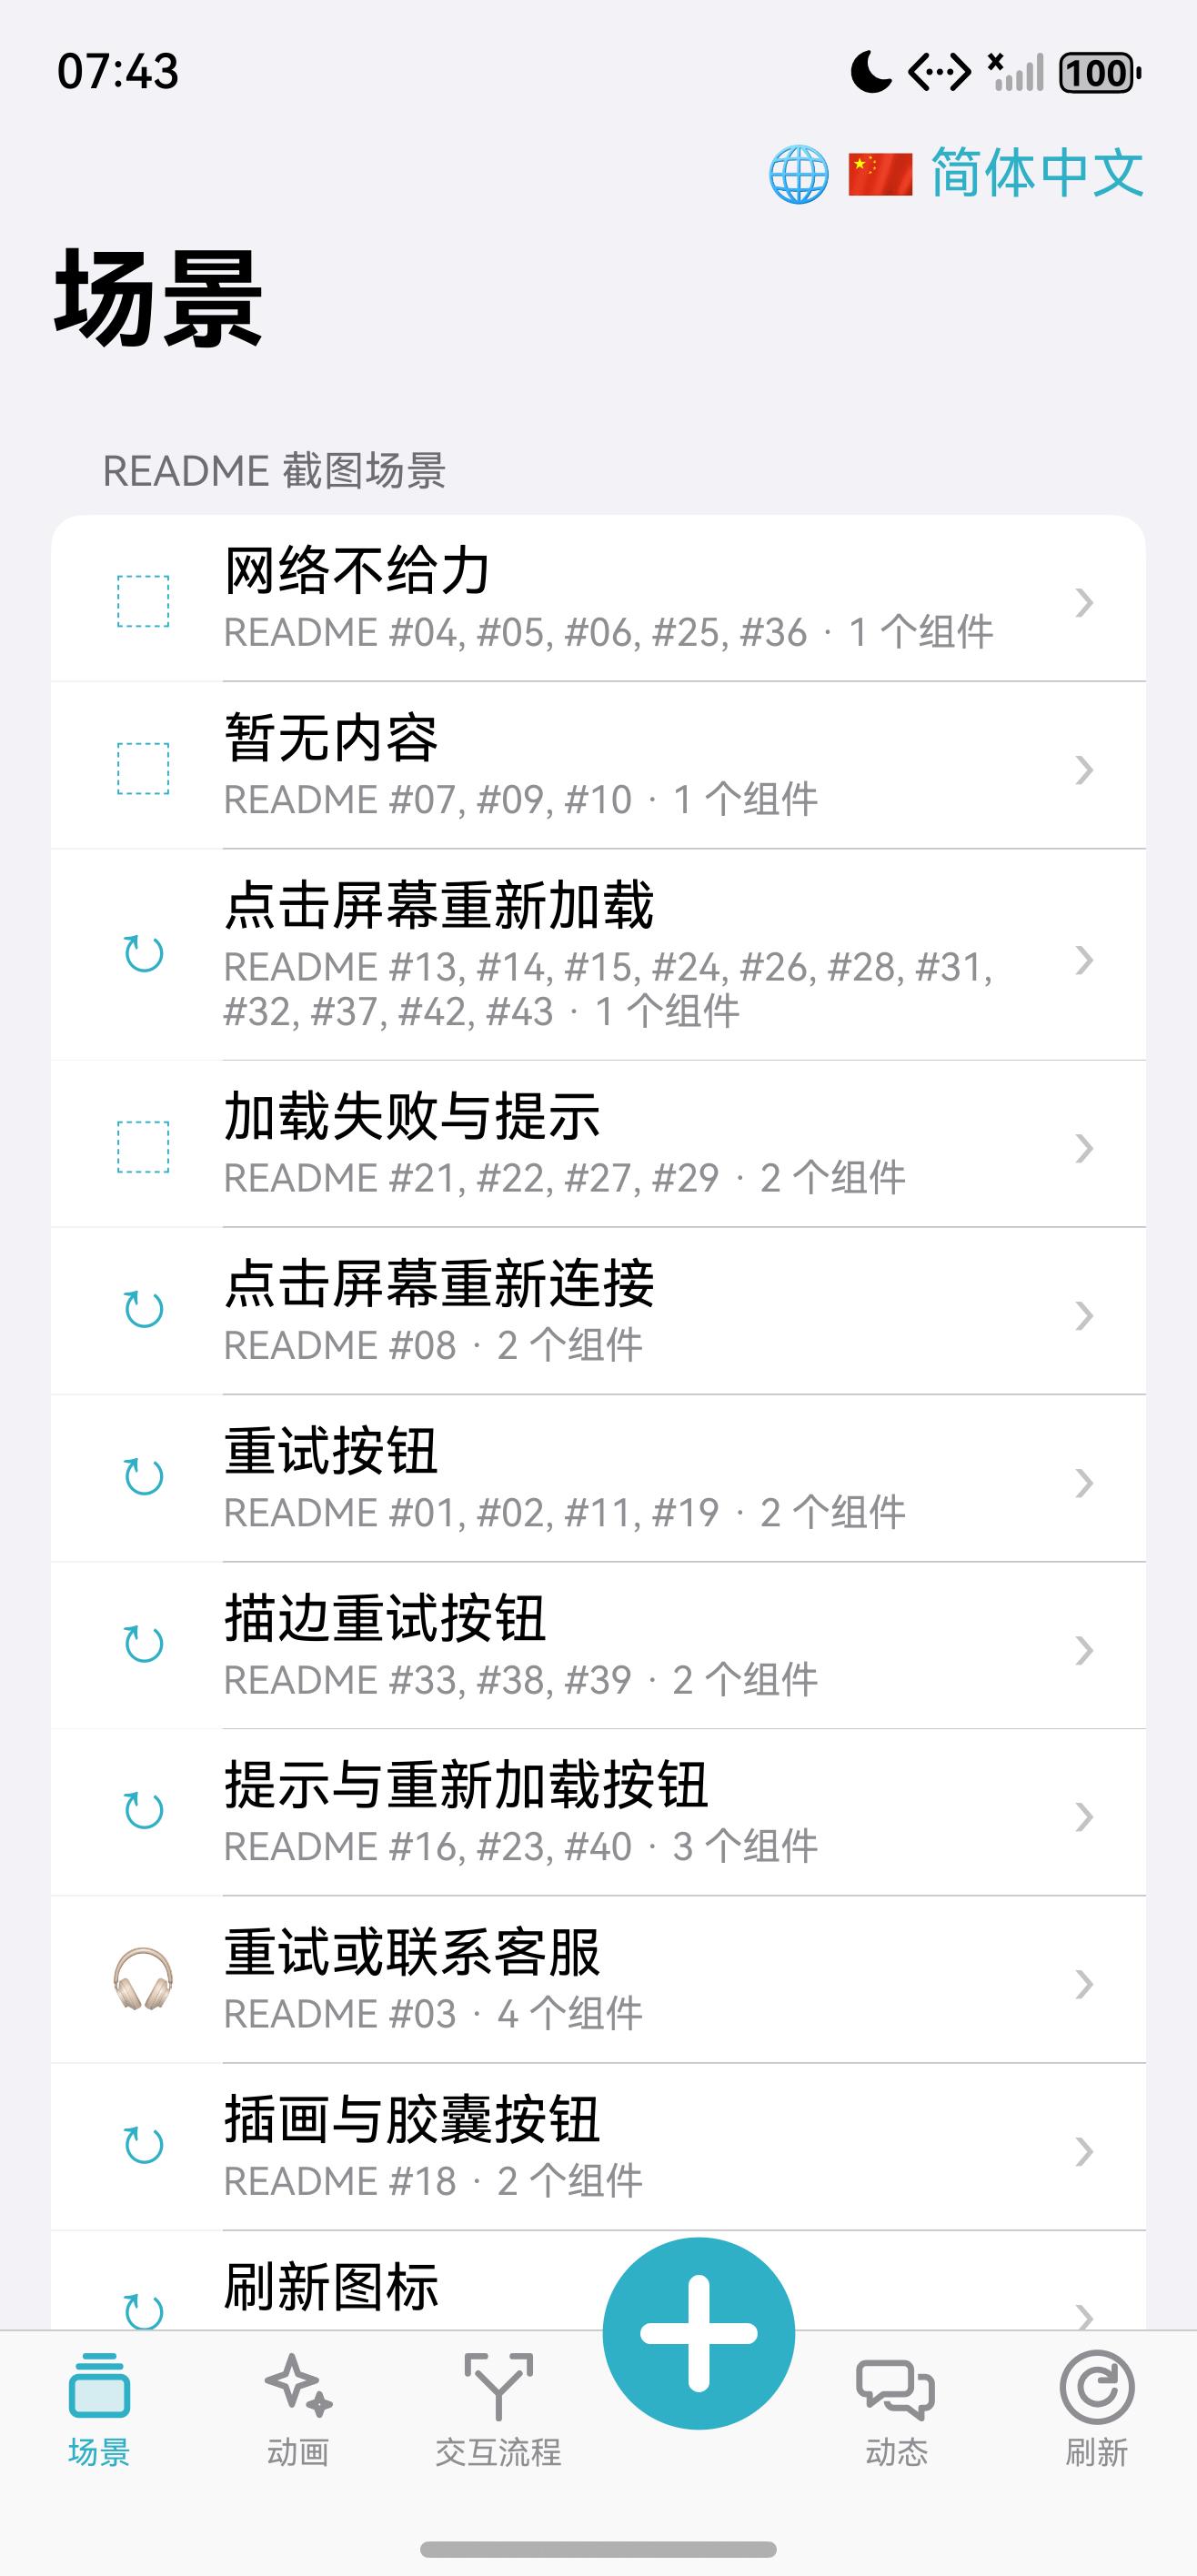 07:43
100
简体中文
场景
README 截图场景
网络不给力
README #04, #05, #06, #25, #36 · 1 个组件
暂无内容
README #07, #09, #10 · 1 个组件
点击屏幕重新加载
README #13, #14, #15, #24, #26, #28, #31,
#32, #37, #42, #43 · 1 个组件
加载失败与提示
README #21, #22, #27, #29 · 2 个组件
点击屏幕重新连接
README #08 · 2 个组件
重试按钮
README #01, #02, #11, #19 · 2 个组件
描边重试按钮
README #33, #38, #39 · 2 个组件
提示与重新加载按钮
README #16, #23, #40 · 3 个组件
重试或联系客服
README #03 · 4 个组件
插画与胶囊按钮
README #18 · 2 个组件
刷新图标
场景
动画
交互流程
动态
刷新